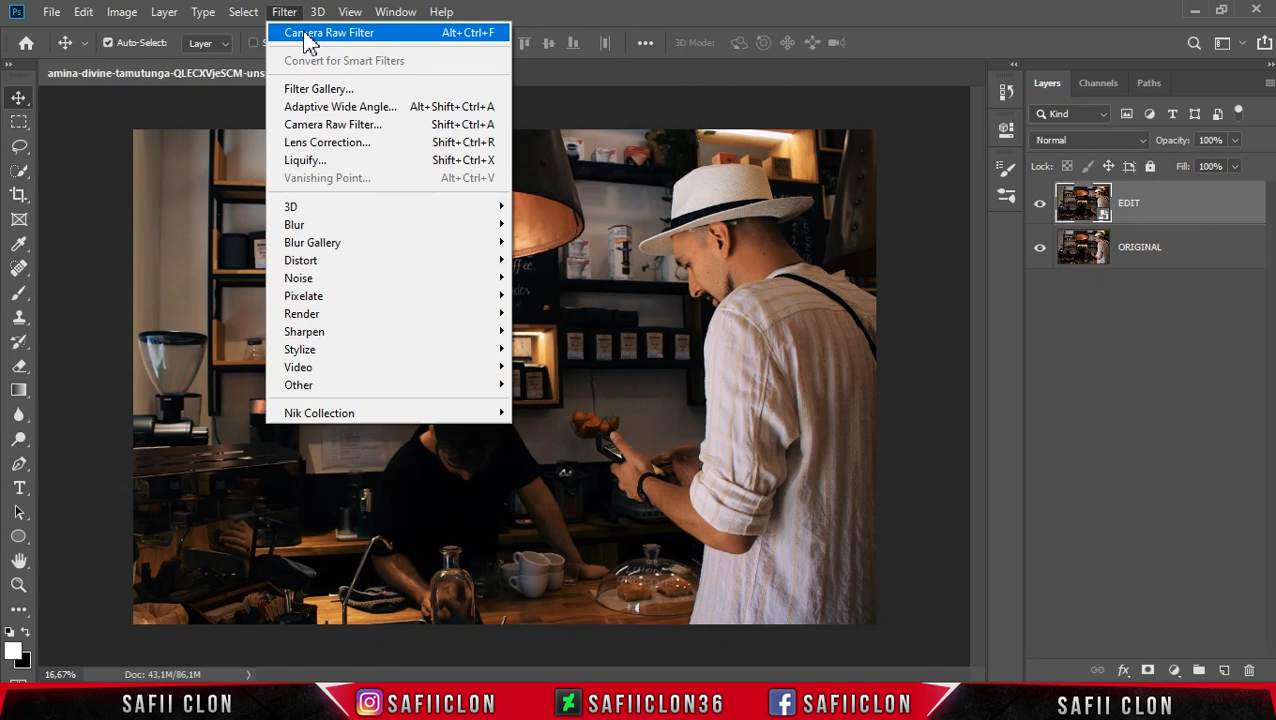 Ps File Edit Image Layer Type Select Filter 3D View Window Help
Auto-Select: Layer
3D Mode:
amina-divine-tamutunga-QLECXVjeSCM-uns
Camera Raw Filter Alt+Ctrl+F
Convert for Smart Filters
Filter Gallery...
Adaptive Wide Angle... Alt+Shift+Ctrl+A
Camera Raw Filter... Shift+Ctrl+A
Lens Correction... Shift+Ctrl+R
Liquify... Shift+Ctrl+X
Vanishing Point... Alt+Ctrl+V
3D
Blur
Blur Gallery
Distort
Noise
Pixelate
Render
Sharpen
Stylize
Video
Other
Nik Collection
Layers Channels Paths
Kind
Normal Opacity: 100%
Lock: Fill: 100%
EDIT
ORIGINAL
16,67% Doc: 43,1M/86,1M
SAFII CLON SAFIICLON SAFIICLON36 SAFIICLON SAFII CLON